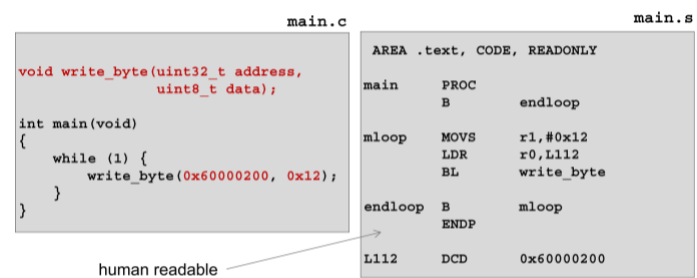 main.c
void write_byte(uint32_t address,
uint8_t data);
int main(void)
{
while (1) {
write_byte(0x60000200, 0x12);
}
}
human readable
main.s
AREA .text, CODE, READONLY
main PROC
B endloop
mloop MOVS r1,#0x12
LDR r0,L112
BL write_byte
endloop B mloop
ENDP
L112 DCD 0x60000200